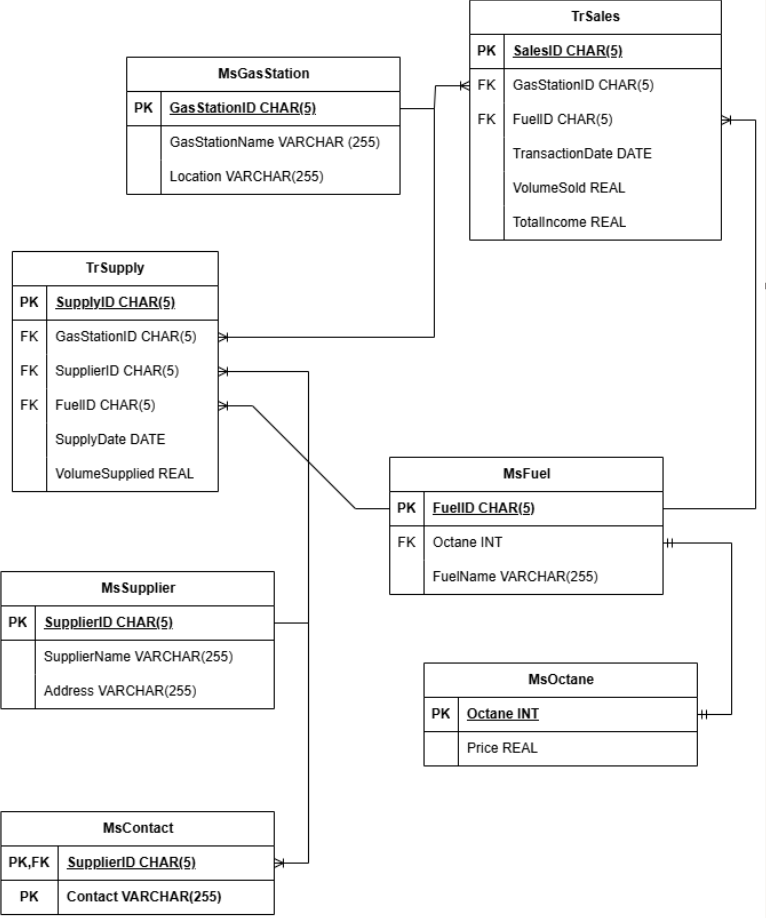 TrSales
PK SalesID CHAR(5)
FK GasStationID CHAR(5)
FK FuelID CHAR(5)
TransactionDate DATE
VolumeSold REAL
TotalIncome REAL
MsGasStation
PK GasStationID CHAR(5)
GasStationName VARCHAR (255)
Location VARCHAR(255)
TrSupply
PK SupplyID CHAR(5)
FK GasStationID CHAR(5)
FK SupplierID CHAR(5)
FK FuelID CHAR(5)
SupplyDate DATE
VolumeSupplied REAL
MsFuel
PK FuelID CHAR(5)
FK Octane INT
FuelName VARCHAR(255)
MsSupplier
PK SupplierID CHAR(5)
SupplierName VARCHAR(255)
Address VARCHAR(255)
MsOctane
PK Octane INT
Price REAL
MsContact
PK,FK SupplierID CHAR(5)
PK Contact VARCHAR(255)